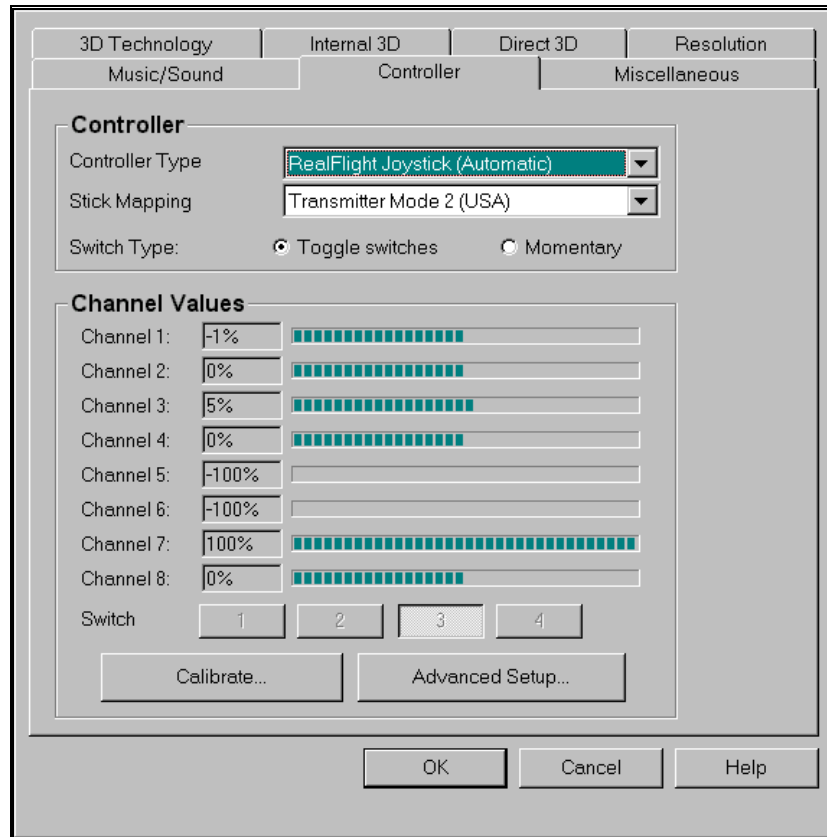 3D Technology Internal 3D Direct 3D Resolution
Music/Sound Controller Miscellaneous
Controller
Controller Type RealFlight Joystick (Automatic)
Stick Mapping Transmitter Mode 2 (USA)
Switch Type: Toggle switches Momentary
Channel Values
Channel 1: -1%
Channel 2: 0%
Channel 3: 5%
Channel 4: 0%
Channel 5: -100%
Channel 6: -100%
Channel 7: 100%
Channel 8: 0%
Switch 1 2 3 4
Calibrate... Advanced Setup...
OK Cancel Help